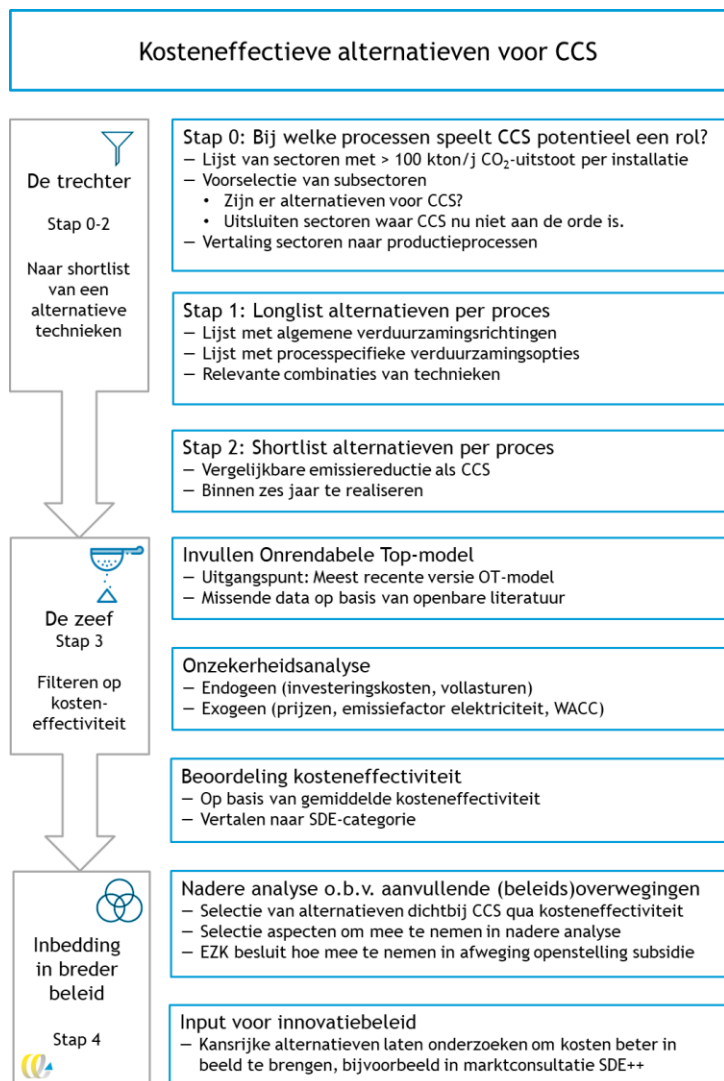 Kosteneffectieve alternatieven voor CCS
De trechter
Stap 0-2
Naar shortlist
van een
alternatieve
technieken
Stap 0: Bij welke processen speelt CCS potentieel een rol?
— Lijst van sectoren met > 100 kton/j CO₂-uitstoot per installatie
— Voorselectie van subsectoren
• Zijn er alternatieven voor CCS?
• Uitsluiten sectoren waar CCS nu niet aan de orde is.
— Vertaling sectoren naar productieprocessen
Stap 1: Longlist alternatieven per proces
— Lijst met algemene verduurzamingsrichtingen
— Lijst met processpecifieke verduurzamingsopties
— Relevante combinaties van technieken
Stap 2: Shortlist alternatieven per proces
— Vergelijkbare emissiereductie als CCS
— Binnen zes jaar te realiseren
De zeef
Stap 3
Filteren op
kosten-
effectiviteit
Invullen Onrendabele Top-model
— Uitgangspunt: Meest recente versie OT-model
— Missende data op basis van openbare literatuur
Onzekerheidsanalyse
— Endogeen (investeringskosten, vollasturen)
— Exogeen (prijzen, emissiefactor elektriciteit, WACC)
Beoordeling kosteneffectiviteit
— Op basis van gemiddelde kosteneffectiviteit
— Vertalen naar SDE-categorie
Inbedding
in breder
beleid
Stap 4
Nadere analyse o.b.v. aanvullende (beleids)overwegingen
— Selectie van alternatieven dichtbij CCS qua kosteneffectiviteit
— Selectie aspecten om mee te nemen in nadere analyse
— EZK besluit hoe mee te nemen in afweging openstelling subsidie
Input voor innovatiebeleid
— Kansrijke alternatieven laten onderzoeken om kosten beter in
beeld te brengen, bijvoorbeeld in marktconsultatie SDE++